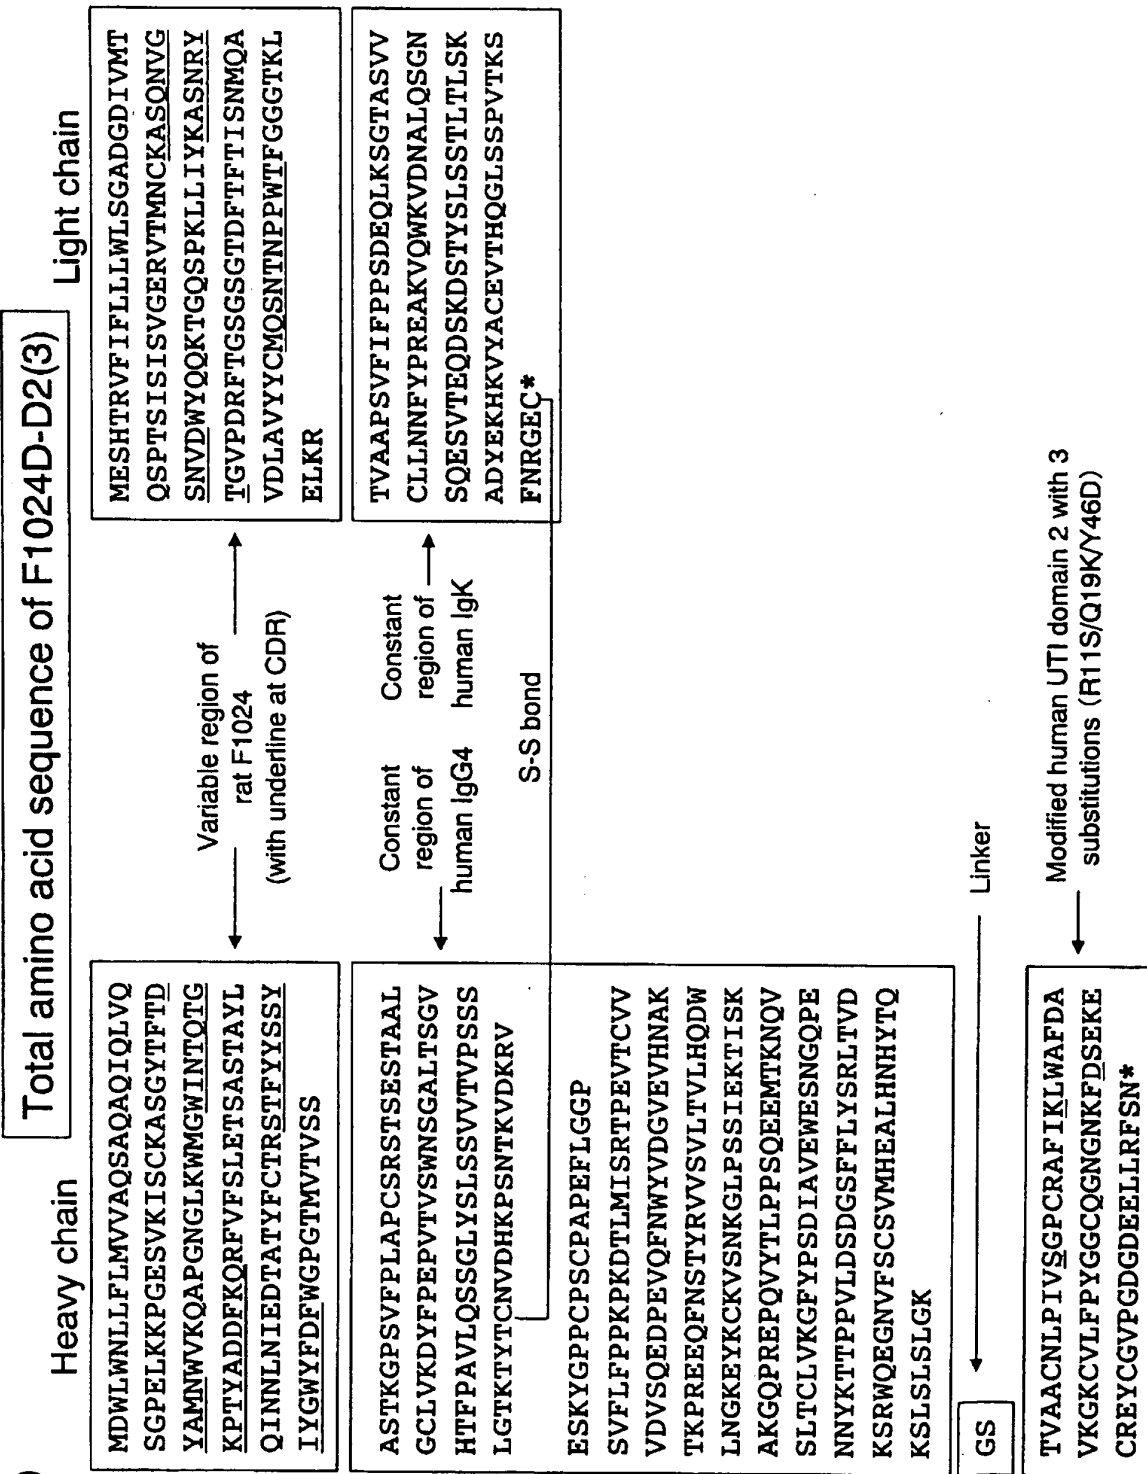 Total amino acid sequence of F1024D-D2(3)
Heavy chain
MDWLWNLLFLMVVAQSAQAQIQLVQ
SGPELKKPGESVKISCKASGYTFTD
YAMNWVKQAPGNGLKWMGWINTQTG
KPTYADDFKQRFVFSLETSASTAYL
QINNLNIEDTATYFCTRSTFYYSSY
IYGWYFDFWGPGTMVTVSS
Variable region of
rat F1024
(with underline at CDR)
Light chain
MESHTRVFIFLLLWLSGADGDIVMT
QSPTSISISVGERVTMNCKASQNVG
SNVDWYQQKTGQSPKLLIYKASNRY
TGVPDRFTGSGSGTDFTFTISNMQA
VDLAVYYCMQSNTNPPWTFGGGTKL
ELKR
ASTKGPSVFPLAPCSRSTSESTAAL
GCLVKDYFPEPVTVSWNSGALTSGV
HTFPAVLQSSGLYSLSSVVTVPSSS
LGTKTYTCNVDHKPSNTKVDKRV
Constant
region of
human IgG4
Constant
region of
human IgK
TVAAPSVFIFPPSDEQLKSGTASVV
CLLNNFYPREAKVQWKVDNALQSGN
SQESVTEQDSKDSTYSLSSTLTLSK
ADYEKHKVYACEVTHQGLSSPVTKS
FNRGEC*
S-S bond
ESKYGPPCPSCPAPEFLGGP
SVFLFPPKPKDTLMISRTPEVTCVV
VDVSQEDPEVQFNWYVDGVEVHNAK
TKPREEQFNSTYRVVSVLTVLHQDW
LNGKEYKCKVSNKGLPSSIEKTISK
AKGQPREPQVYTLPPSQEEMTKNQV
SLTCLVKGFYPSDIAVEWESNGQPE
NNYKTTPPVLDSDGSFFLYSRLTVD
KSRWQEGNVFSCSVMHEALHNHYTQ
KSLSLSLGK
GS
Linker
TVAACNLPIVSGPCRAFIKLWAFDA
VKGKCVLFPYGGCQGNGNKFDSEKE
CREYCGVPGDGDEELLRFSN*
Modified human UTI domain 2 with 3
substitutions (R11S/Q19K/Y46D)